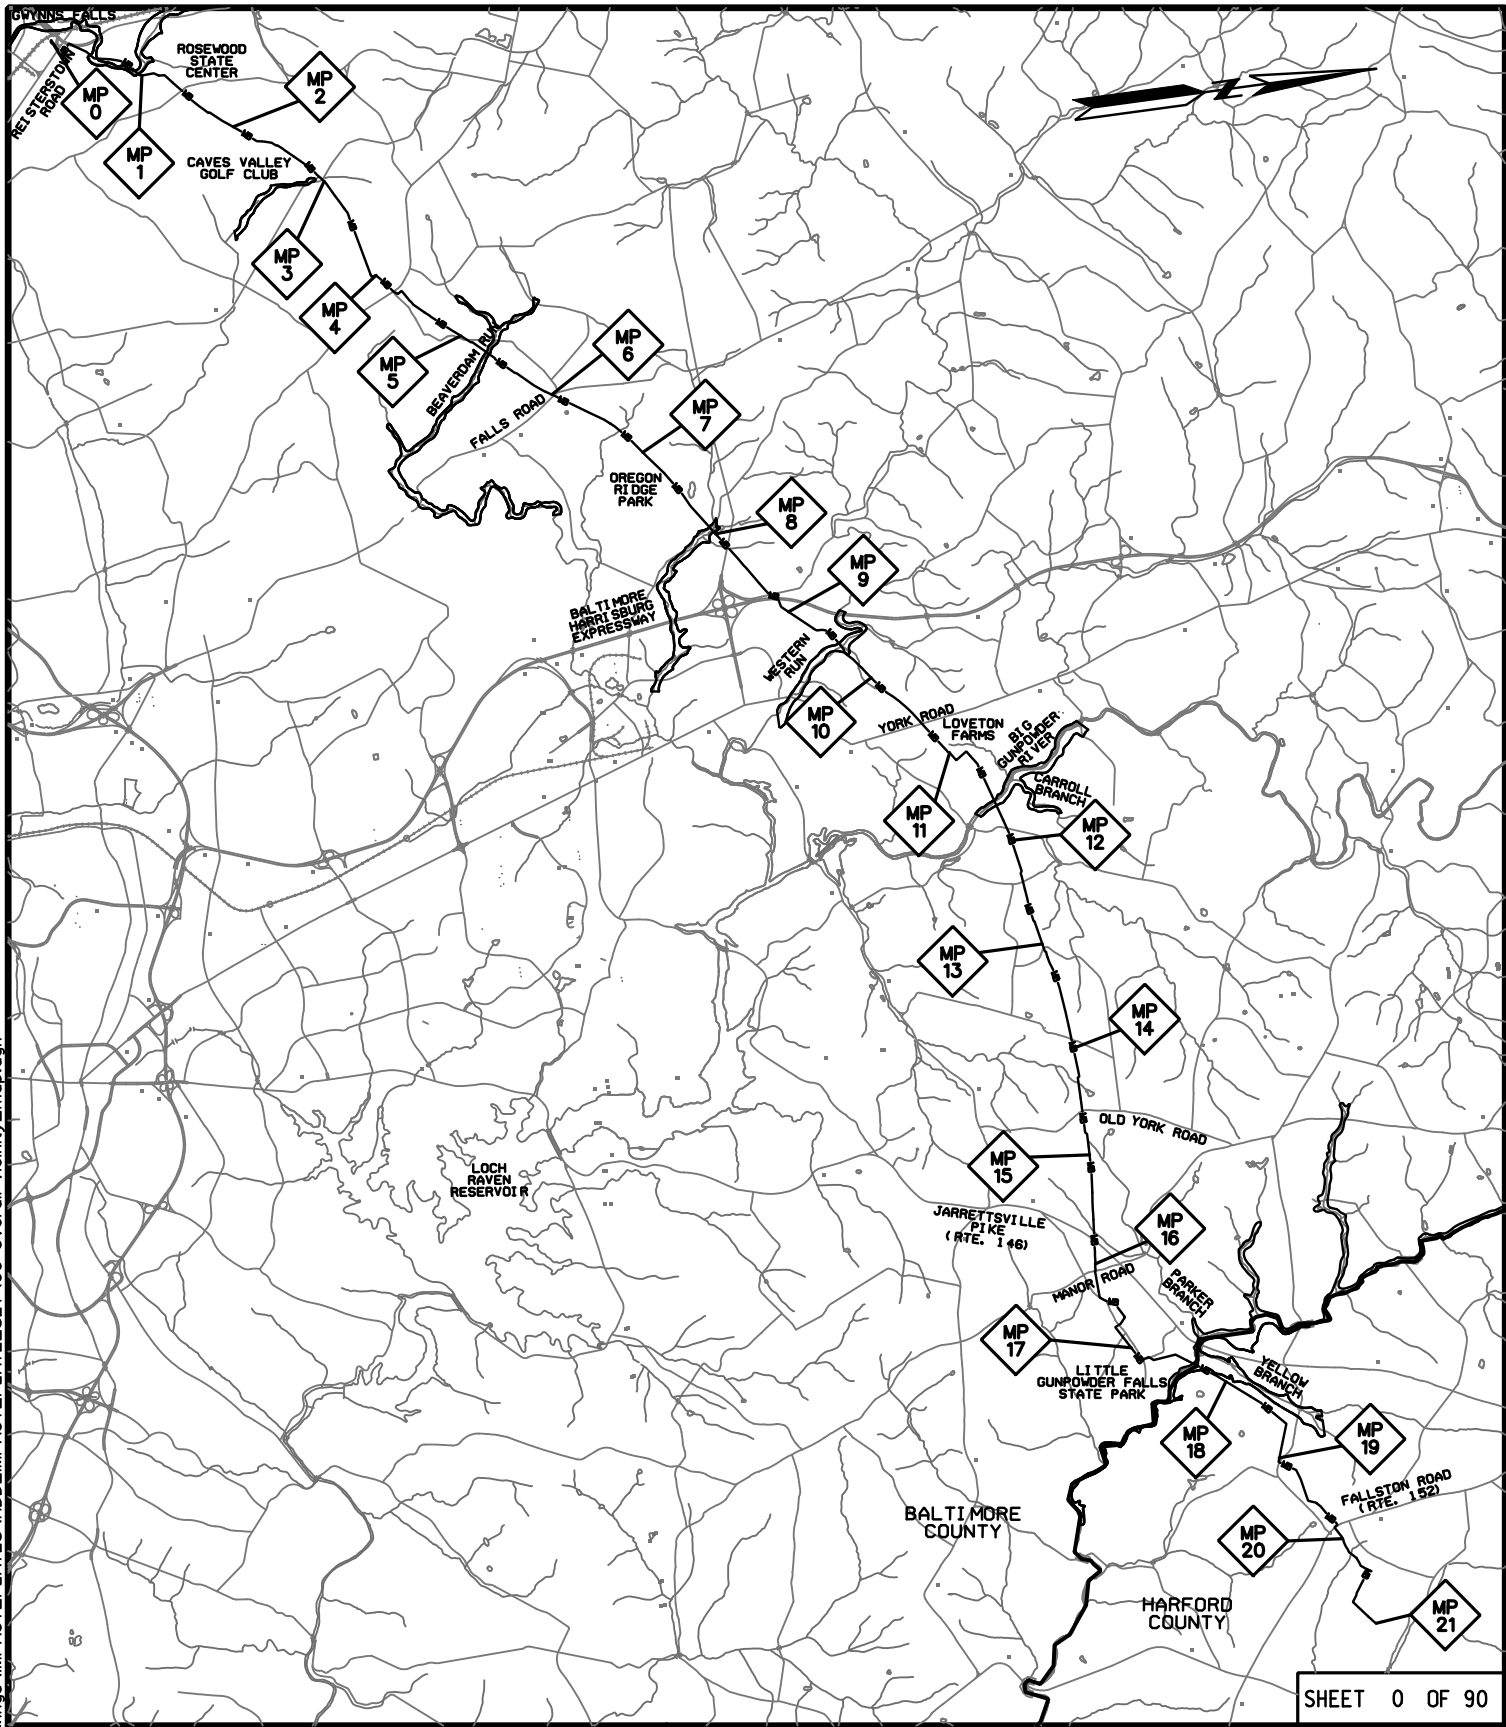 GWYNNS FALLS
REISTERSTOWN
ROAD
ROSEWOOD
STATE
CENTER
MP
0
MP
1
MP
2
CAVES VALLEY
GOLF CLUB
MP
3
MP
4
MP
5
BEAVERDAM RUN
MP
6
FALLS ROAD
MP
7
OREGON
RIDGE
PARK
MP
8
MP
9
BALTIMORE
HARRISBURG
EXPRESSWAY
WESTERN
RUN
MP
10
YORK ROAD
LOVETON
FARMS
BIG
GUNPOWDER
RIVER
CARROLL
BRANCH
MP
11
MP
12
MP
13
MP
14
OLD YORK ROAD
MP
15
LOCH
RAVEN
RESERVOIR
JARRETTSVILLE
PIKE
(RTE. 146)
MP
16
MANOR ROAD
PARKER
BRANCH
MP
17
LITTLE
GUNPOWDER FALLS
STATE PARK
YELLOW
BRANCH
MP
18
MP
19
FALLSTON ROAD
(RTE. 152)
BALTIMORE
COUNTY
MP
20
HARFORD
COUNTY
MP
21
SHEET 0 OF 90